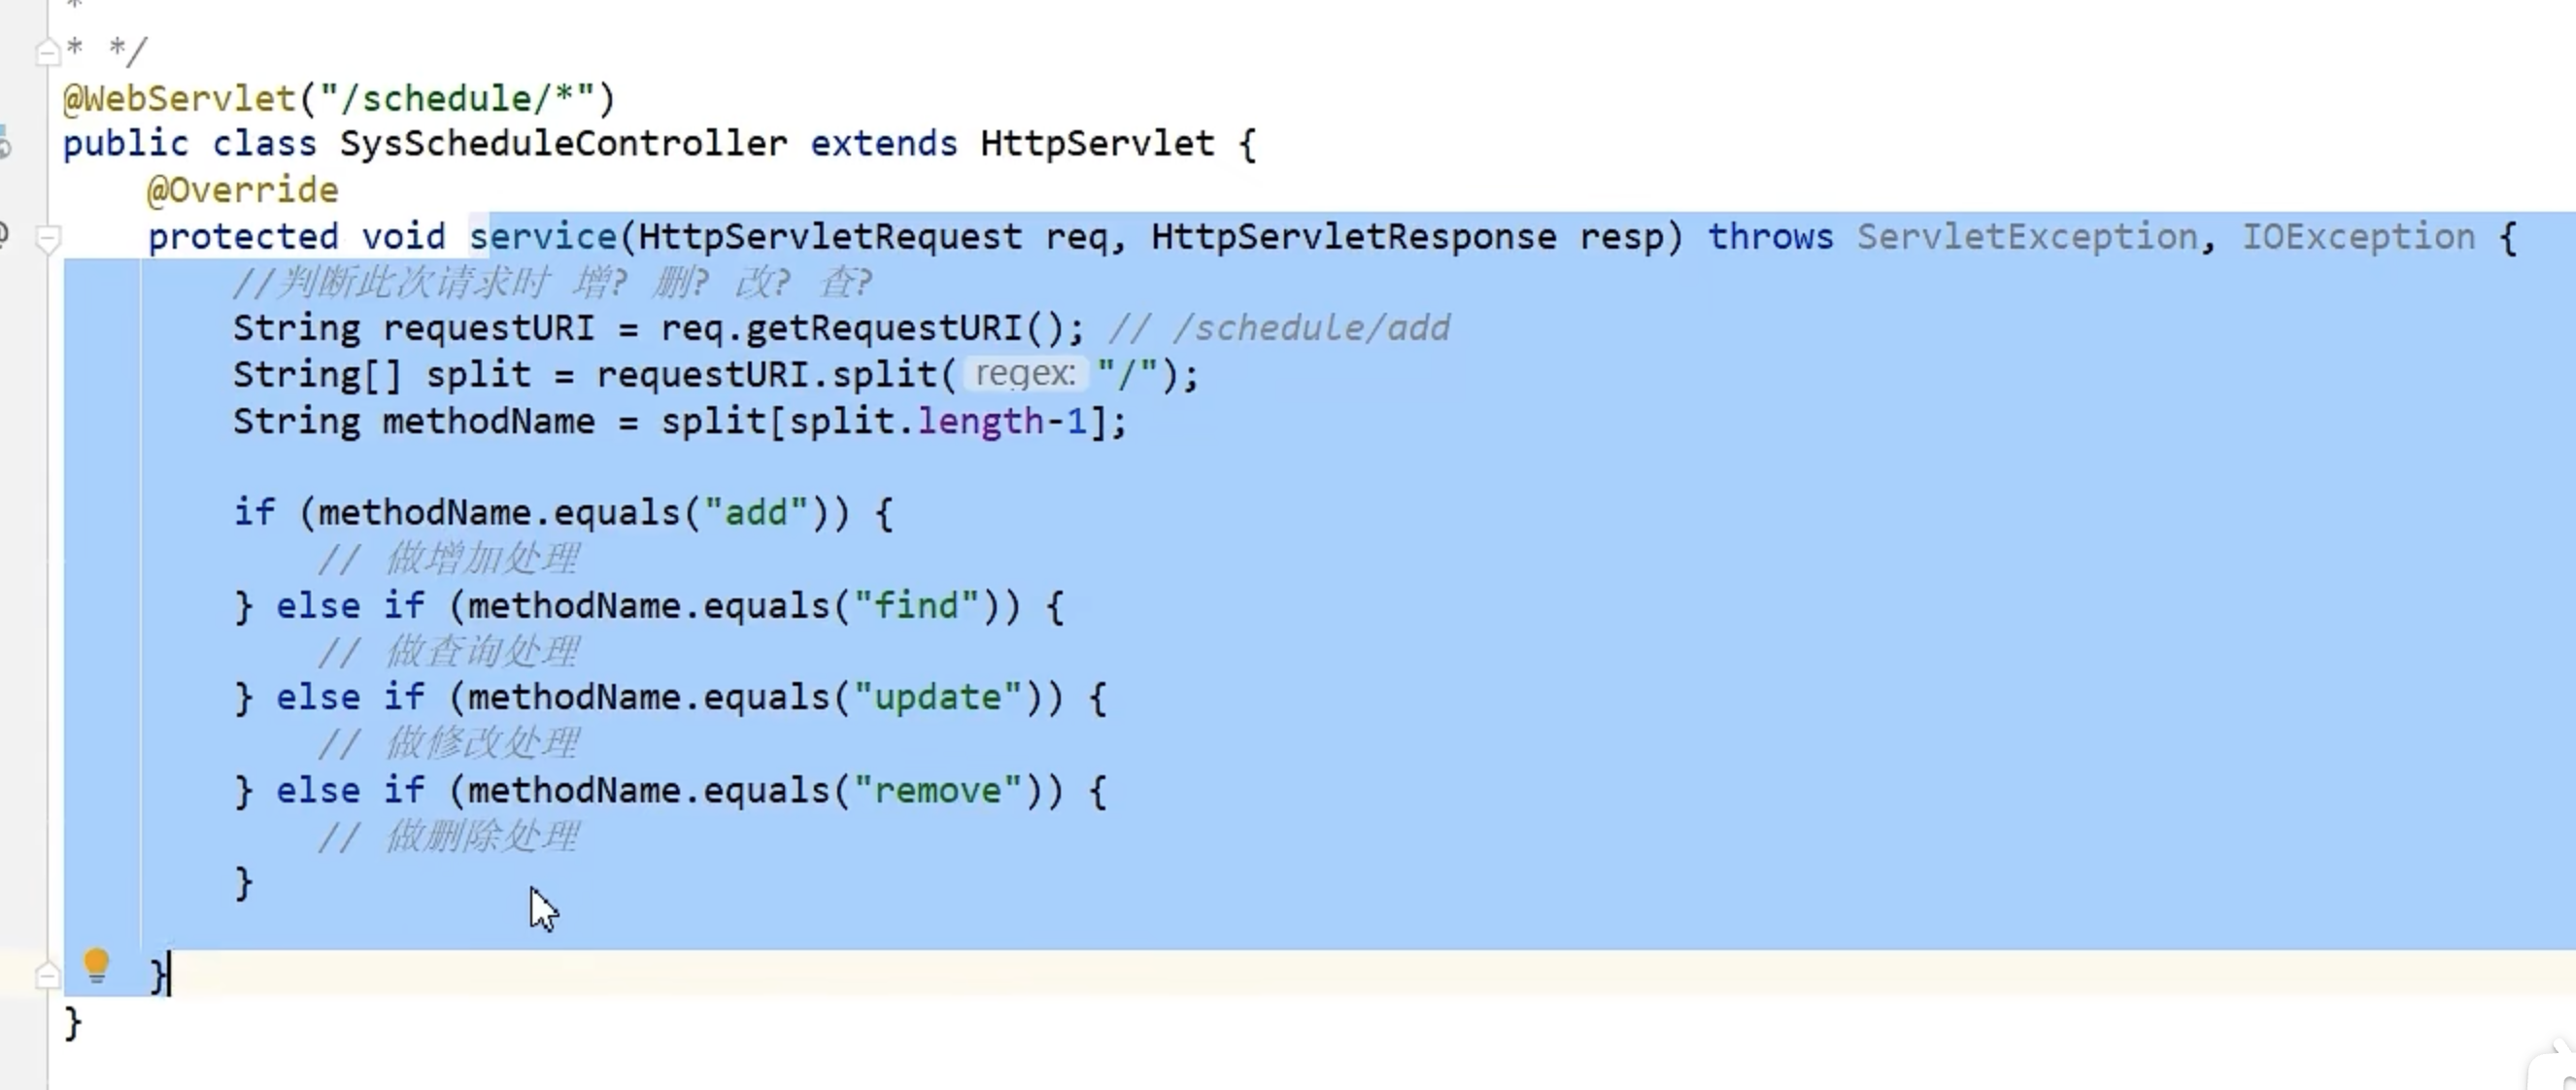 *
* */
@WebServlet("/schedule/*")
public class SysScheduleController extends HttpServlet {
@Override
protected void service(HttpServletRequest req, HttpServletResponse resp) throws ServletException, IOException {
//判断此次请求时 增? 删? 改? 查?
String requestURI = req.getRequestURI(); // /schedule/add
String[] split = requestURI.split( regex: "/");
String methodName = split[split.length-1];
if (methodName.equals("add")) {
// 做增加处理
} else if (methodName.equals("find")) {
// 做查询处理
} else if (methodName.equals("update")) {
// 做修改处理
} else if (methodName.equals("remove")) {
// 做删除处理
}
}
}